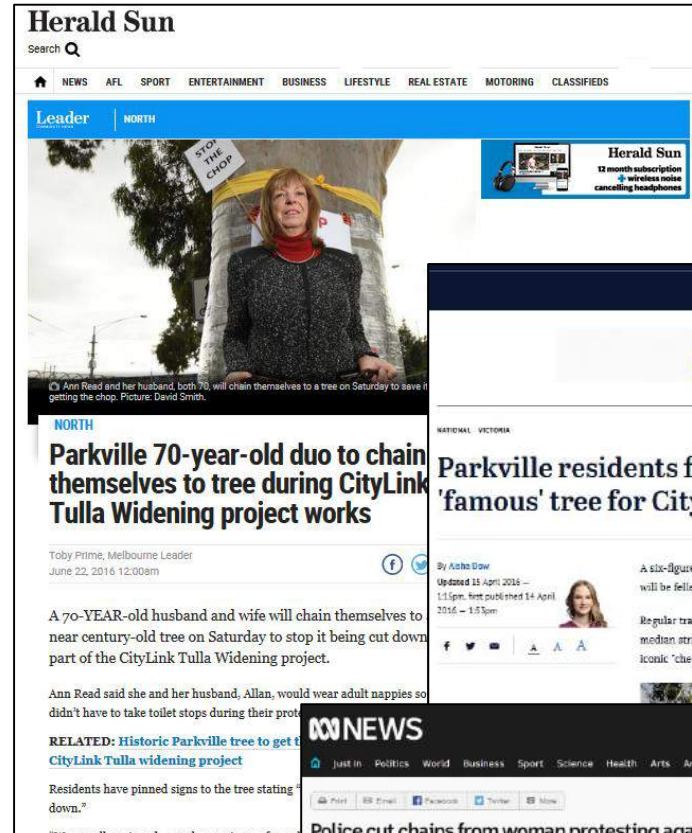 Herald Sun
Search
NEWS AFL SPORT ENTERTAINMENT BUSINESS LIFESTYLE REAL ESTATE MOTORING CLASSIFIEDS
Leader NORTH
STOP THE CHOP
Herald Sun
12 month subscription
+ wireless noise
cancelling headphones
Ann Read and her husband, both 70, will chain themselves to a tree on Saturday to save it
getting the chop. Picture: David Smith.
NORTH
Parkville 70-year-old duo to chain
themselves to tree during CityLink
Tulla Widening project works
Toby Prime, Melbourne Leader
June 22, 2016 12:00am
A 70-YEAR-old husband and wife will chain themselves to
near century-old tree on Saturday to stop it being cut down
part of the CityLink Tulla Widening project.
Ann Read said she and her husband, Allan, would wear adult nappies so
didn't have to take toilet stops during their prote
RELATED: Historic Parkville tree to get t
CityLink Tulla widening project
Residents have pinned signs to the tree stating "
down."
NATIONAL VICTORIA
Parkville residents f
'famous' tree for City
By Aisha Dow
Updated 15 April 2016 —
1:15pm, first published 14 April
2016 — 1:53pm
A A A
A six-figure
will be felle
Regular tra
median stri
iconic "che
NEWS
Just In Politics World Business Sport Science Health Arts
Print Email Facebook Twitter More
Police cut chains from woman protesting aga